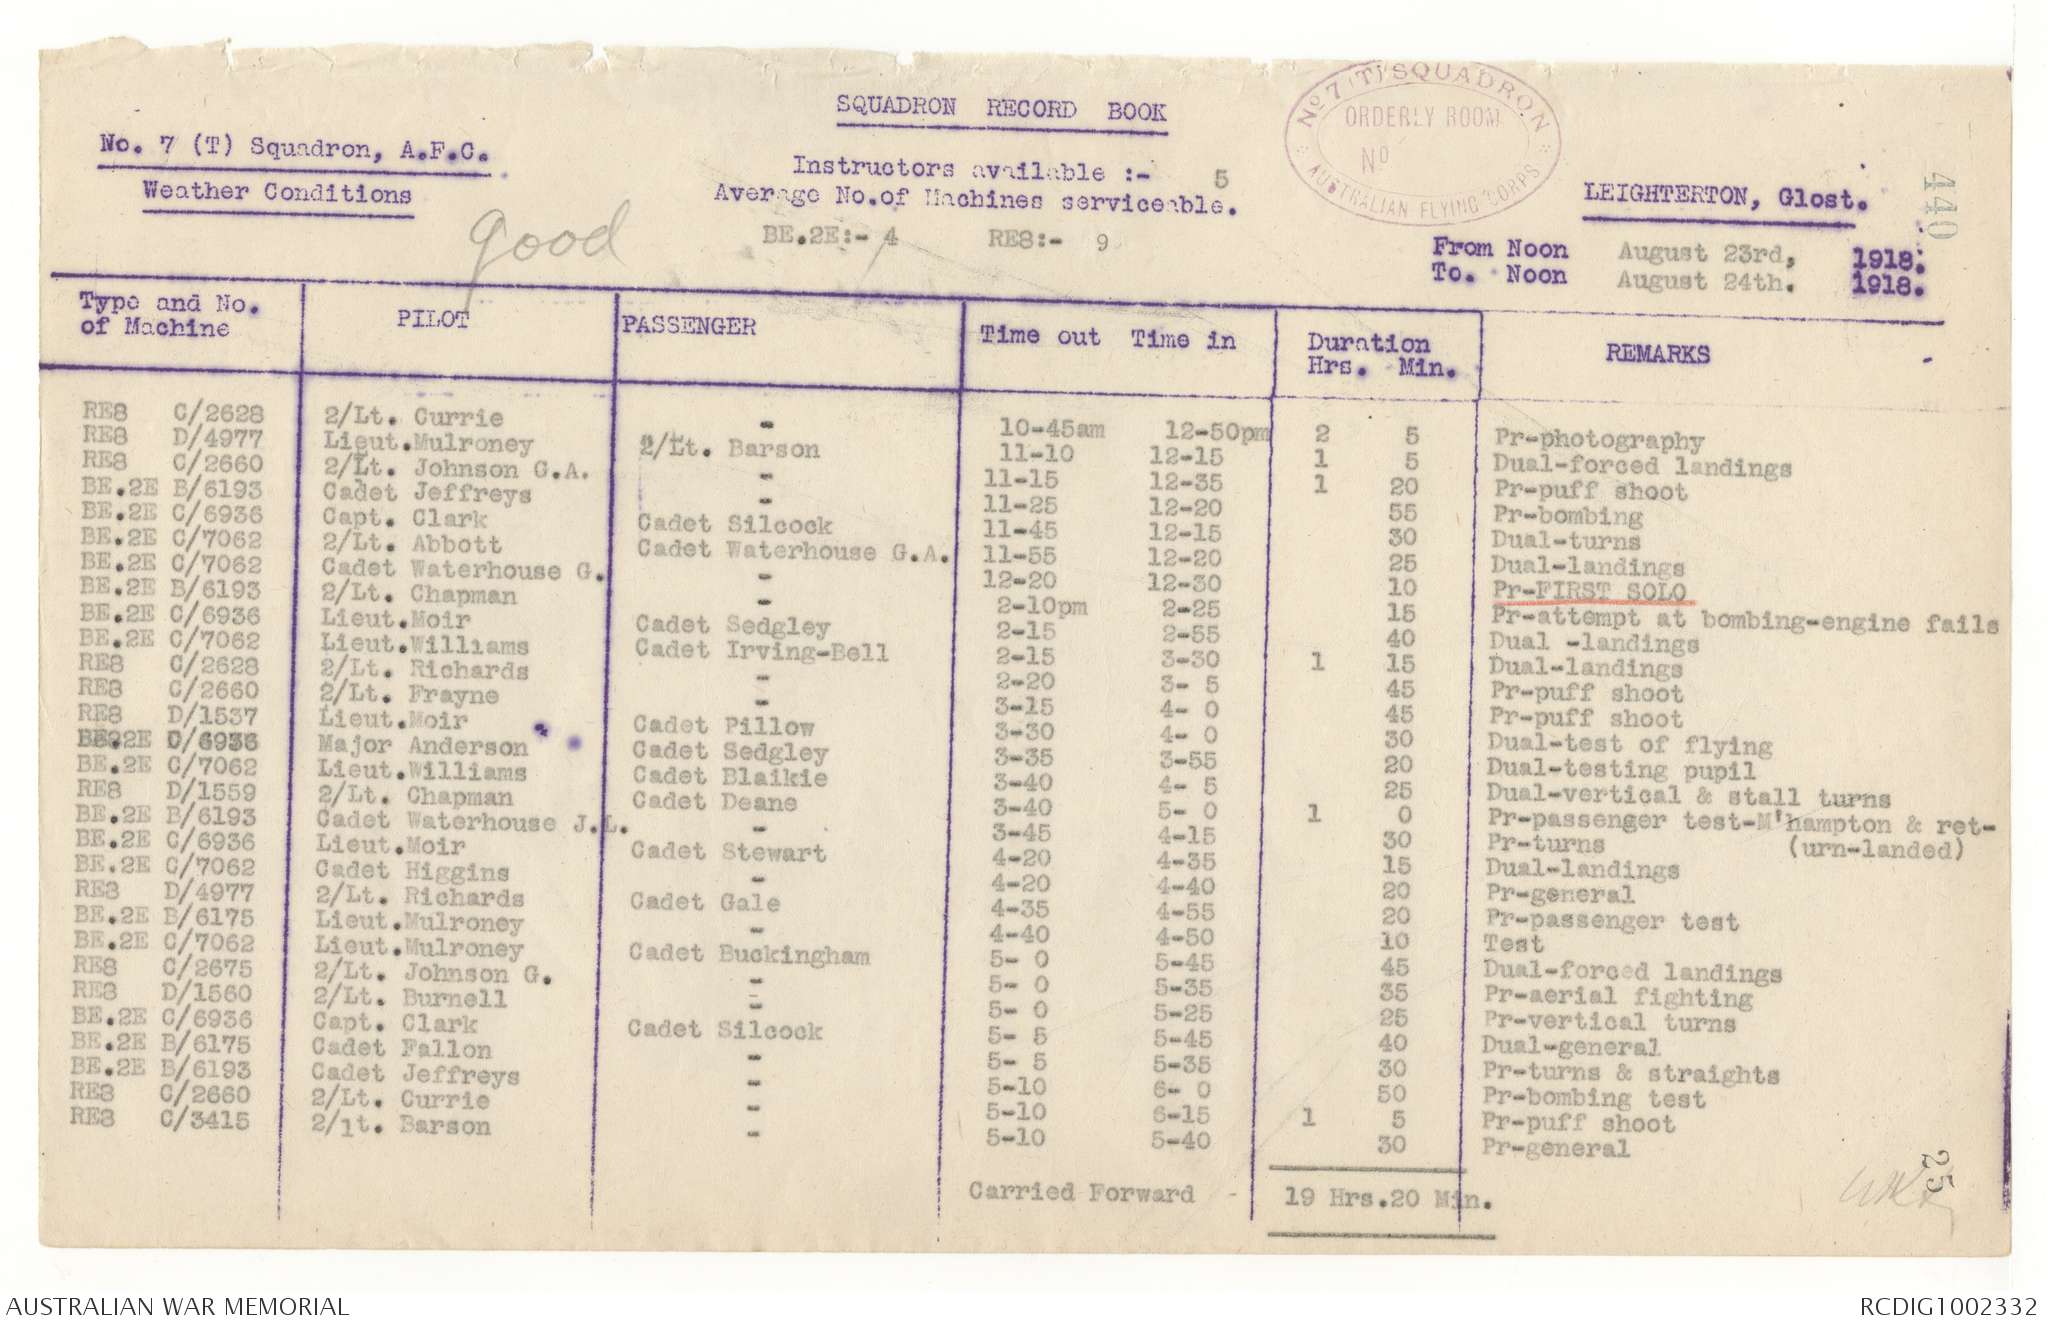 SQUADRON RECORD BOOK
No 7 (T) SQUADRON
ORDERLY ROOM
No
AUSTRALIAN FLYING CORPS
No. 7 (T) Squadron, A.F.C.
Weather Conditions
good
Instructors available :- 5
Average No.of Machines serviceable.
BE.2E:- 4 RE8:- 9
LEIGHTERTON, Glost.
440
From Noon August 23rd, 1918.
To. Noon August 24th. 1918.
Type and No. of Machine PILOT PASSENGER Time out Time in Duration Hrs. Min. REMARKS
RE8 C/2628 2/Lt. Currie - 10-45am 12-50pm 2 5 Pr-photography
RE8 D/4977 Lieut.Mulroney 2/Lt. Barson 11-10 12-15 1 5 Dual-forced landings
RE8 C/2660 2/Lt. Johnson G.A. - 11-15 12-35 1 20 Pr-puff shoot
BE.2E B/6193 Cadet Jeffreys - 11-25 12-20 55 Pr-bombing
BE.2E C/6936 Capt. Clark Cadet Silcock 11-45 12-15 30 Dual-turns
BE.2E C/7062 2/Lt. Abbott Cadet Waterhouse G.A. 11-55 12-20 25 Dual-landings
BE.2E C/7062 Cadet Waterhouse G. - 12-20 12-30 10 Pr-FIRST SOLO
BE.2E B/6193 2/Lt. Chapman - 2-10pm 2-25 15 Pr-attempt at bombing-engine fails
BE.2E C/6936 Lieut.Moir Cadet Sedgley 2-15 2-55 40 Dual -landings
BE.2E C/7062 Lieut.Williams Cadet Irving-Bell 2-15 3-30 1 15 Dual-landings
RE8 C/2628 2/Lt. Richards - 2-20 3- 5 45 Pr-puff shoot
RE8 C/2660 2/Lt. Frayne - 3-15 4- 0 45 Pr-puff shoot
RE8 D/1537 Lieut.Moir Cadet Pillow 3-30 4- 0 30 Dual-test of flying
BE.2E C/6936 Major Anderson Cadet Sedgley 3-35 3-55 20 Dual-testing pupil
BE.2E C/7062 Lieut.Williams Cadet Blaikie 3-40 4- 5 25 Dual-vertical & stall turns
RE8 D/1559 2/Lt. Chapman Cadet Deane 3-40 5- 0 1 0 Pr-passenger test-M'hampton & ret-
BE.2E B/6193 Cadet Waterhouse J.L. - 3-45 4-15 30 Pr-turns (urn-landed)
BE.2E C/6936 Lieut.Moir Cadet Stewart 4-20 4-35 15 Dual-landings
BE.2E C/7062 Cadet Higgins - 4-20 4-40 20 Pr-general
RE8 D/4977 2/Lt. Richards Cadet Gale 4-35 4-55 20 Pr-passenger test
BE.2E B/6175 Lieut.Mulroney - 4-40 4-50 10 Test
BE.2E C/7062 Lieut.Mulroney Cadet Buckingham 5- 0 5-45 45 Dual-forced landings
RE8 C/2675 2/Lt. Johnson G. - 5- 0 5-35 35 Pr-aerial fighting
RE8 D/1560 2/Lt. Burnell - 5- 0 5-25 25 Pr-vertical turns
BE.2E C/6936 Capt. Clark Cadet Silcock 5- 5 5-45 40 Dual-general
BE.2E B/6175 Cadet Fallon - 5- 5 5-35 30 Pr-turns & straights
BE.2E B/6193 Cadet Jeffreys - 5-10 6- 0 50 Pr-bombing test
RE8 C/2660 2/Lt. Currie - 5-10 6-15 1 5 Pr-puff shoot
RE8 C/3415 2/1t. Barson - 5-10 5-40 30 Pr-general
Carried Forward - 19 Hrs.20 Min.
25
AUSTRALIAN WAR MEMORIAL RCDIG1002332